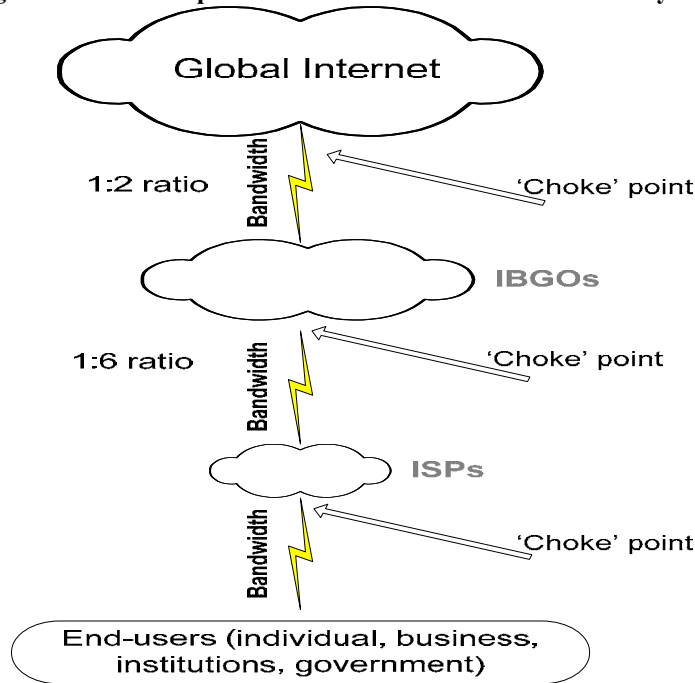 Global Internet
Bandwidth
1:2 ratio
‘Choke’ point
IBGOs
Bandwidth
1:6 ratio
‘Choke’ point
ISPs
Bandwidth
‘Choke’ point
End-users (individual, business,
institutions, government)